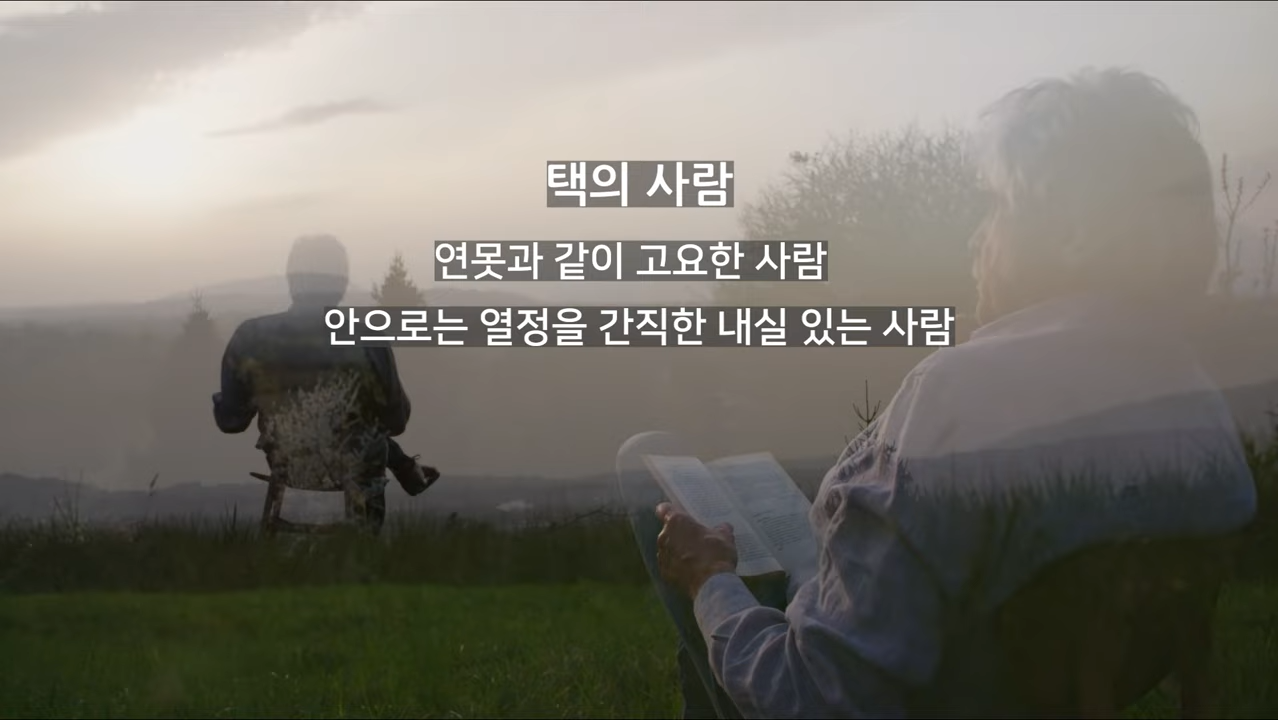 택의 사람
연못과 같이 고요한 사람
안으로는 열정을 간직한 내실 있는 사람